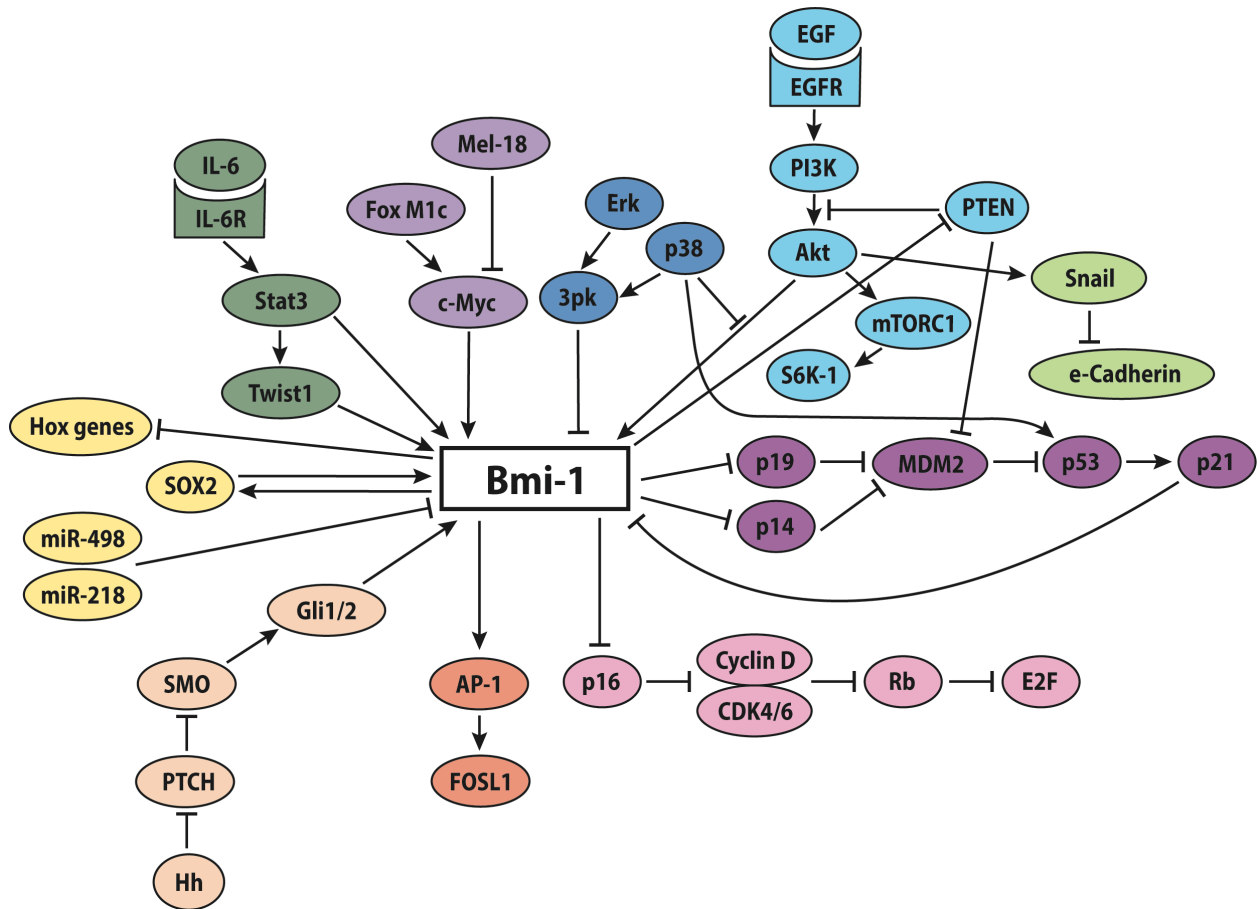 EGF
EGFR
Mel-18
IL-6
PI3K
Erk
Fox M1c
PTEN
IL-6R
p38
Akt
Snail
Stat3
c-Myc
3pk
mTORC1
S6K-1
e-Cadherin
Twist1
Hox genes
p19
MDM2
p53
p21
Bmi-1
SOX2
p14
miR-498
miR-218
Gli1/2
Cyclin D
SMO
AP-1
p16
Rb
E2F
CDK4/6
PTCH
FOSL1
Hh